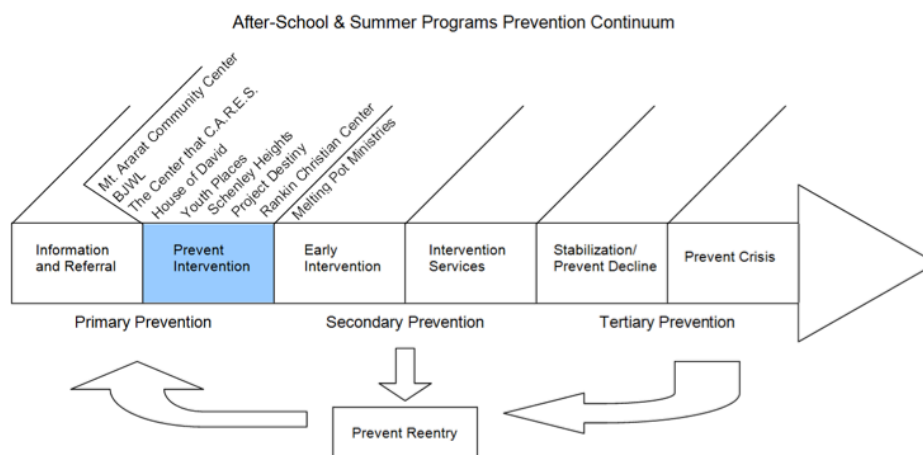 After-School & Summer Programs Prevention Continuum
Mt. Ararat Community Center
BJWL
The Center that C.A.R.E.S.
House of David
Youth Places
Schenley Heights
Project Destiny
Rankin Christian Center
Melting Pot Ministries
Information
and Referral
Prevent
Intervention
Early
Intervention
Intervention
Services
Stabilization/
Prevent Decline
Prevent Crisis
Primary Prevention
Secondary Prevention
Tertiary Prevention
Prevent Reentry